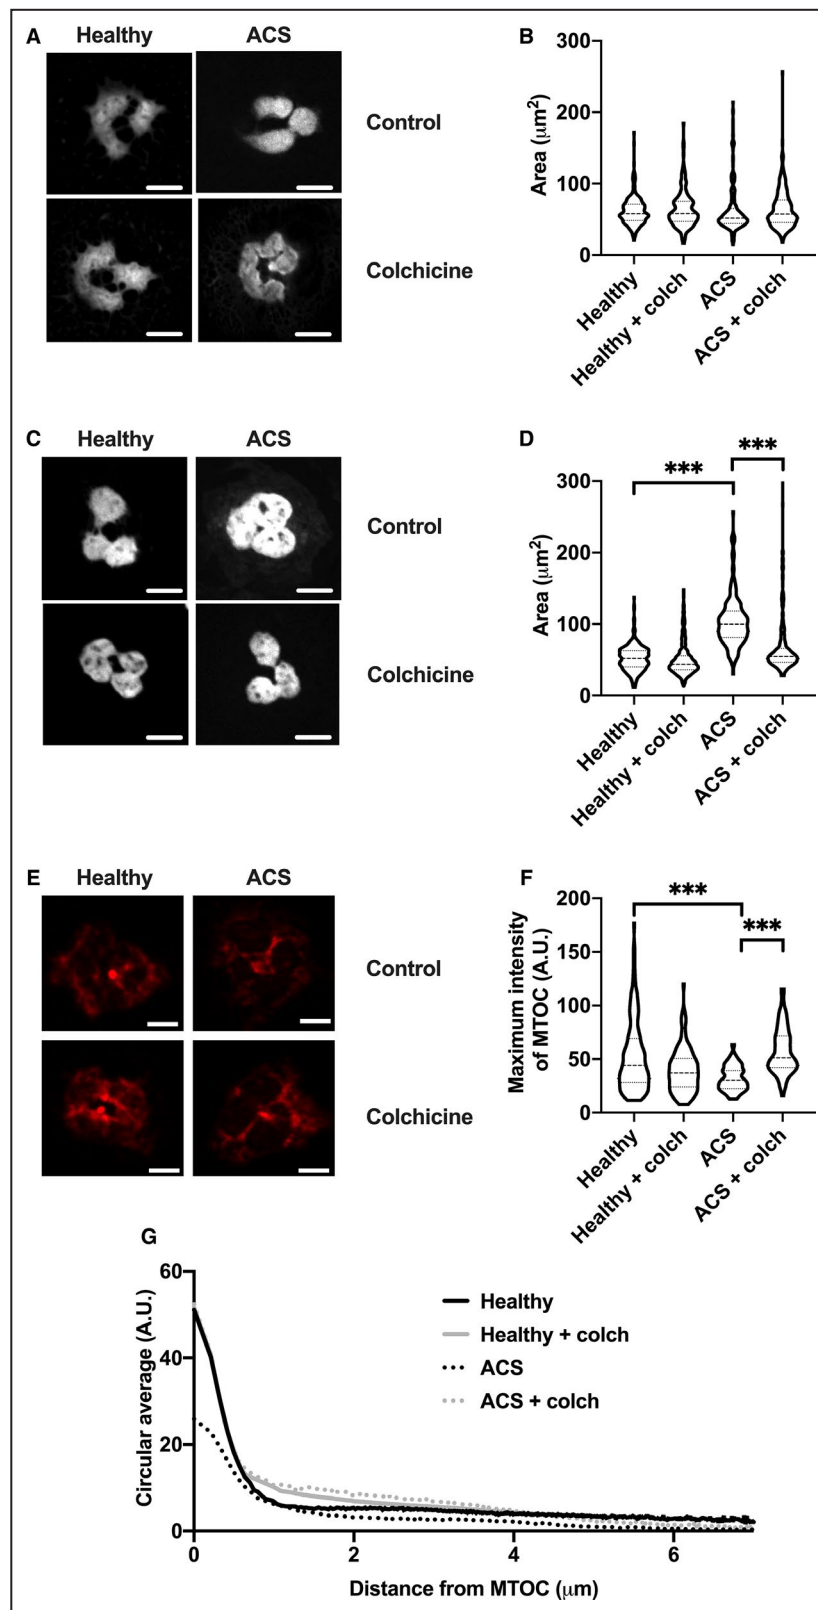 A
Healthy
ACS
Control
Colchicine
B
Area (μm²)
300
200
100
0
Healthy
Healthy + colch
ACS
ACS + colch
C
Healthy
ACS
Control
Colchicine
D
Area (μm²)
***
***
300
200
100
0
Healthy
Healthy + colch
ACS
ACS + colch
E
Healthy
ACS
Control
Colchicine
F
Maximum intensity
of MTOC (A.U.)
***
***
200
150
100
50
0
Healthy
Healthy + colch
ACS
ACS + colch
G
Circular average (A.U.)
60
40
20
0
Healthy
Healthy + colch
ACS
ACS + colch
0
2
4
6
Distance from MTOC (μm)